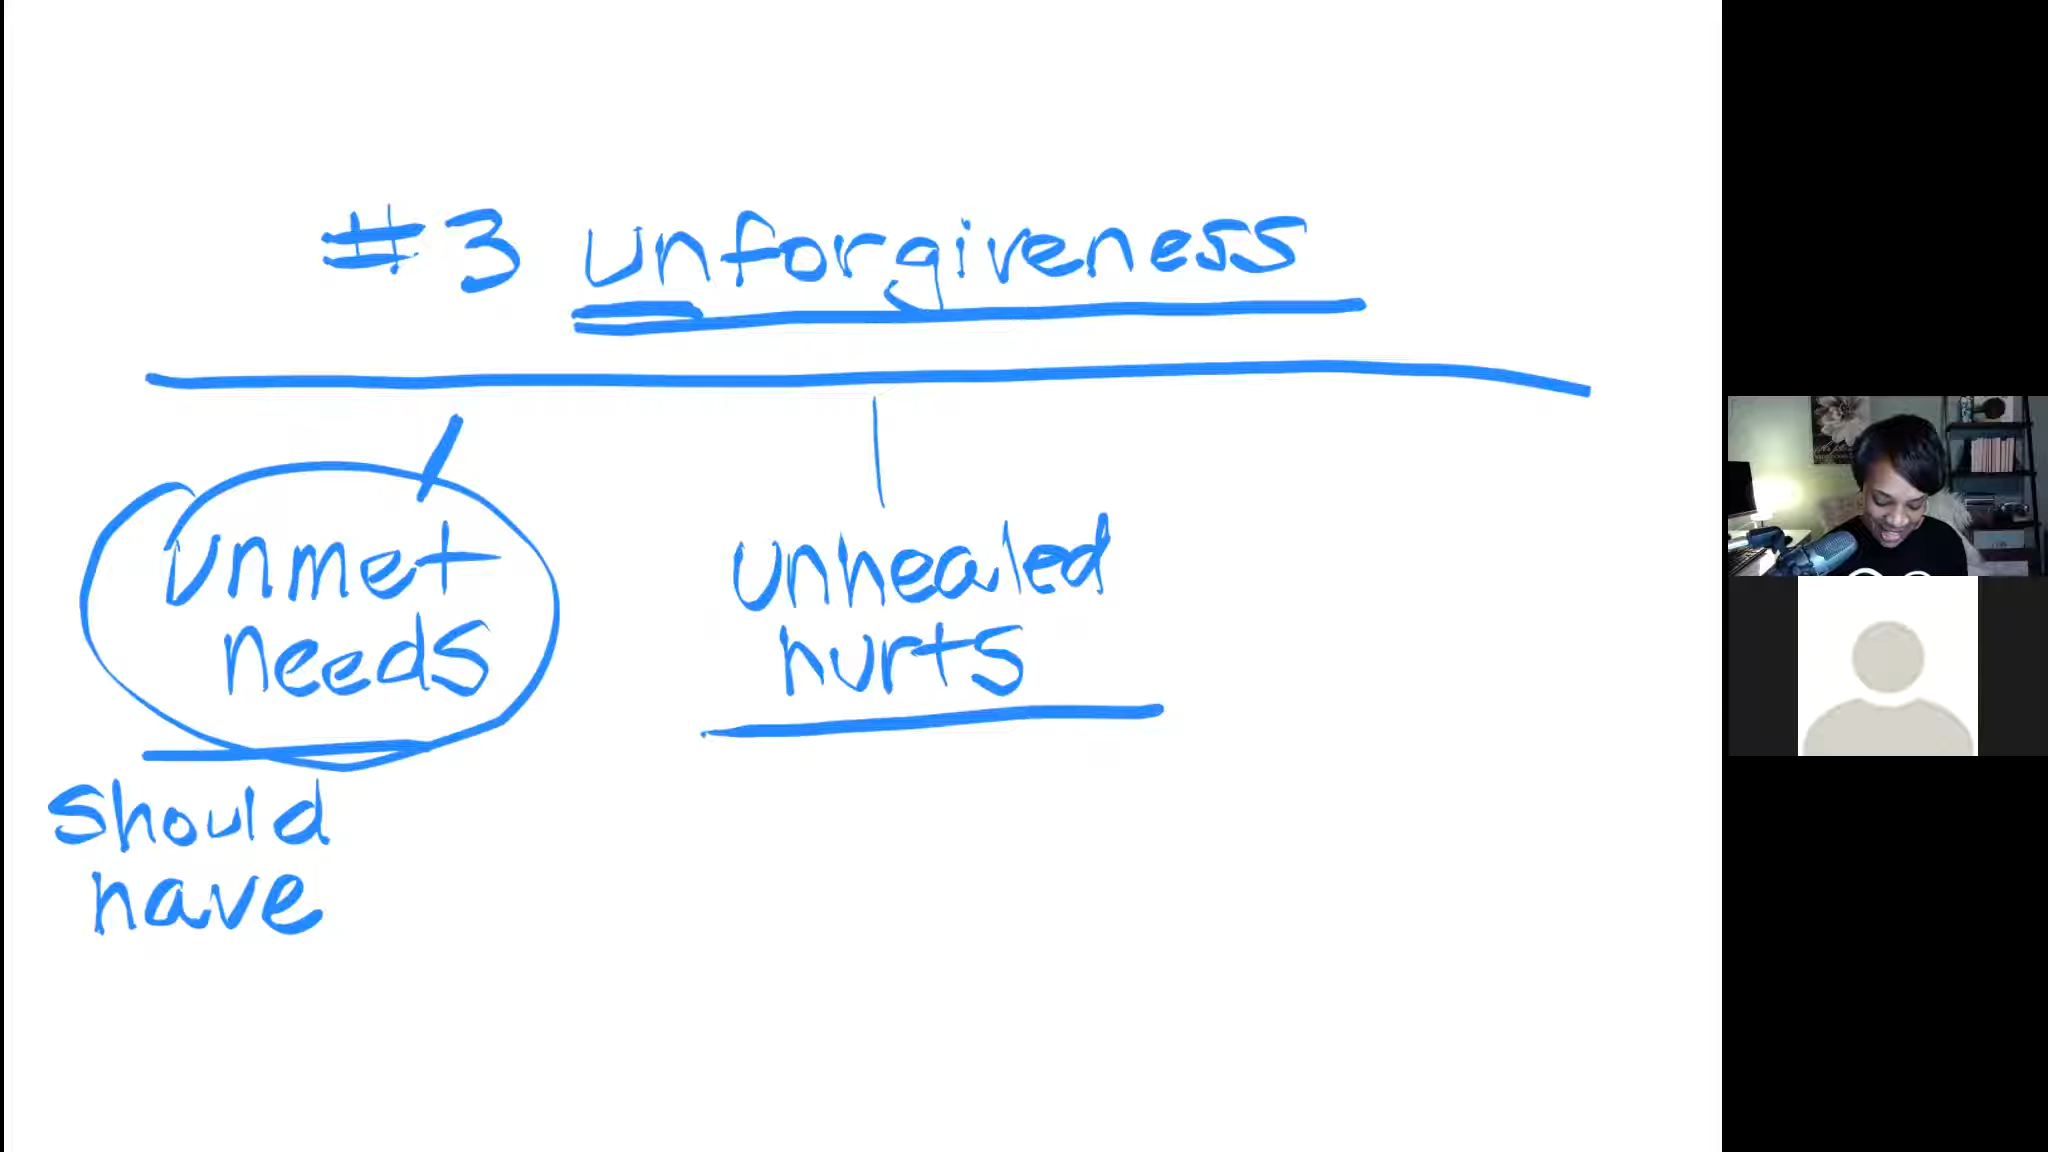 #3 unforgiveness
unmet
needs
unhealed
hurts
should
have